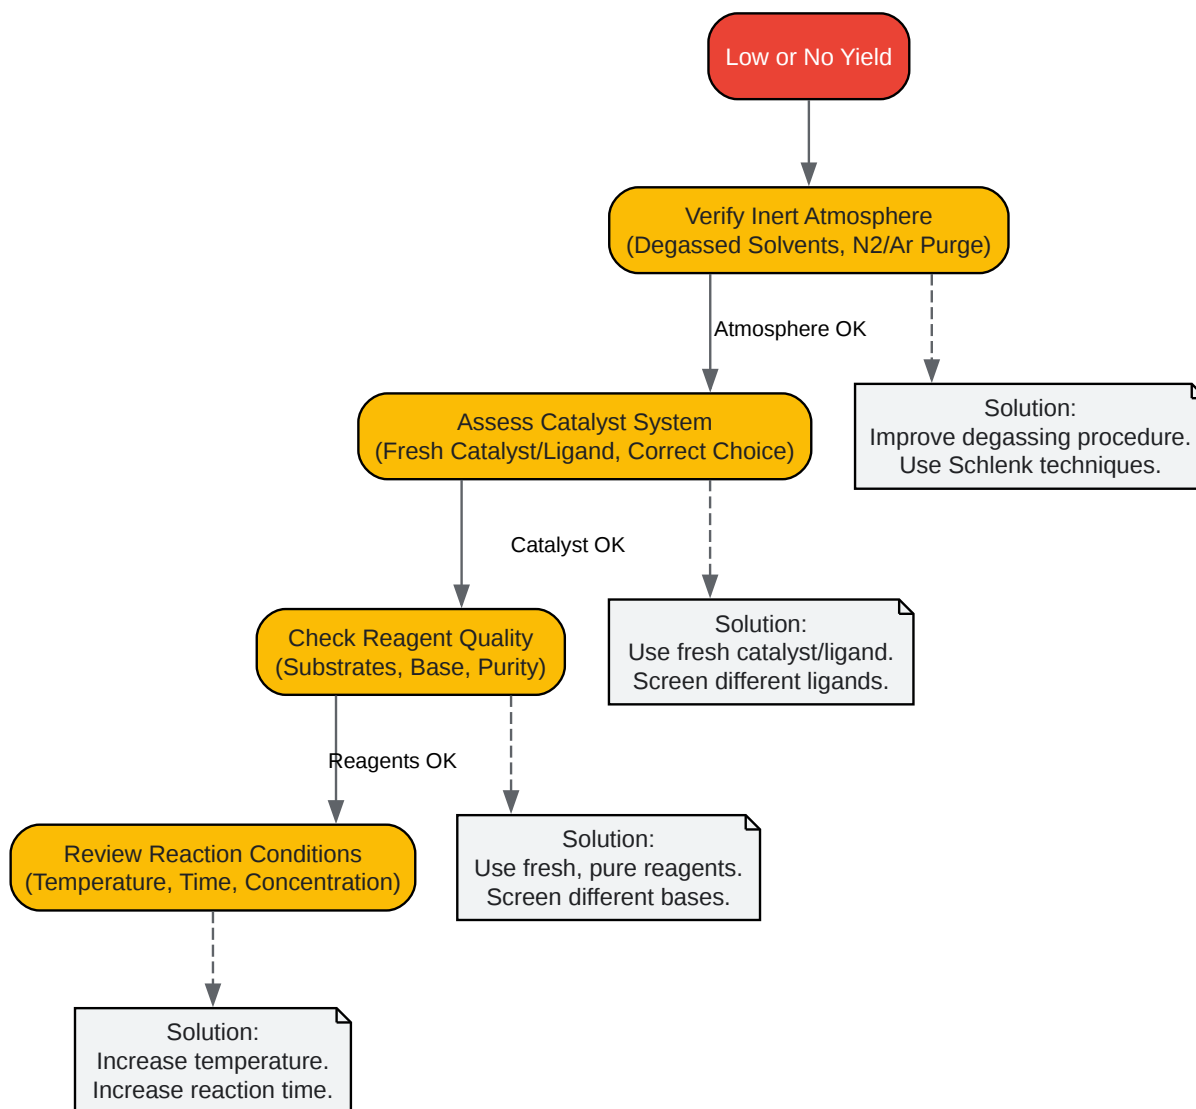 Low or No Yield
Verify Inert Atmosphere
(Degassed Solvents, N2/Ar Purge)
Atmosphere OK
Solution:
Improve degassing procedure.
Use Schlenk techniques.
Assess Catalyst System
(Fresh Catalyst/Ligand, Correct Choice)
Catalyst OK
Solution:
Use fresh catalyst/ligand.
Screen different ligands.
Check Reagent Quality
(Substrates, Base, Purity)
Reagents OK
Solution:
Use fresh, pure reagents.
Screen different bases.
Review Reaction Conditions
(Temperature, Time, Concentration)
Solution:
Increase temperature.
Increase reaction time.